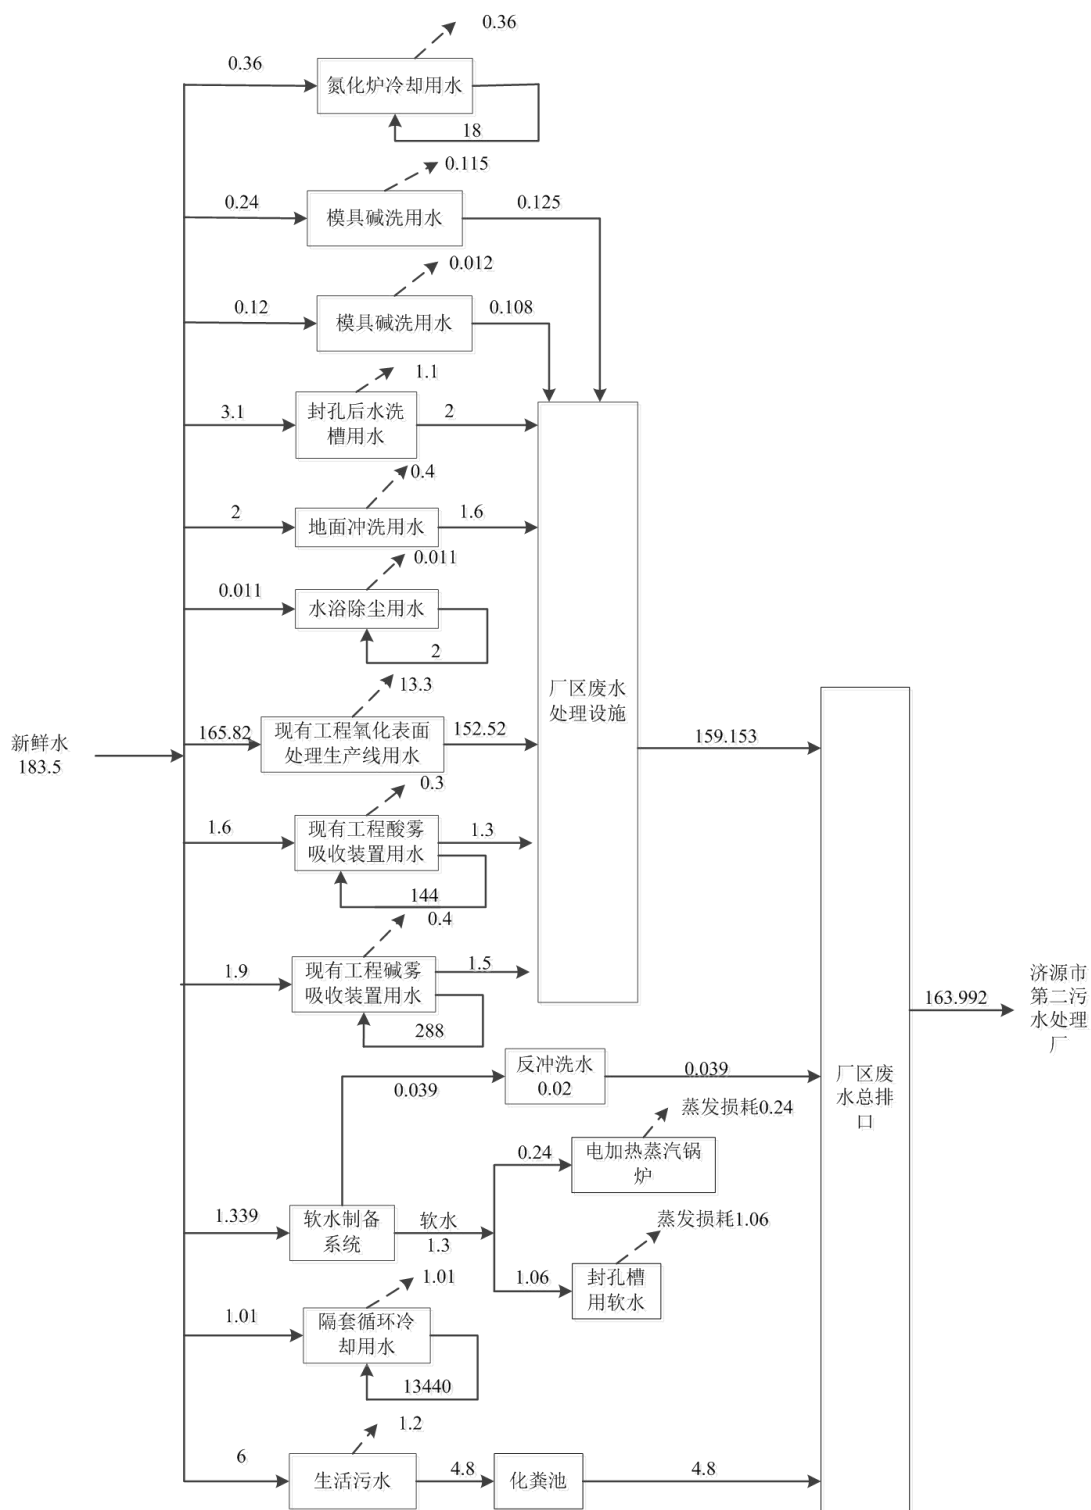 0.36
0.36
氮化炉冷却用水
18
0.115
0.24
模具碱洗用水
0.125
0.012
0.12
模具碱洗用水
0.108
1.1
3.1
封孔后水洗
槽用水
2
0.4
2
地面冲洗用水
1.6
0.011
0.011
水浴除尘用水
2
厂区废水
处理设施
13.3
165.82
现有工程氧化表面
处理生产线用水
152.52
159.153
新鲜水
183.5
0.3
1.6
现有工程酸雾
吸收装置用水
1.3
144
0.4
1.9
现有工程碱雾
吸收装置用水
1.5
288
163.992
济源市
第二污
水处理
厂
0.039
反冲洗水
0.02
0.039
厂区废
水总排
口
蒸发损耗0.24
0.24
电加热蒸汽锅
炉
1.339
软水制备
系统
软水
1.3
蒸发损耗1.06
1.06
封孔槽
用软水
1.01
1.01
隔套循环冷
却用水
13440
1.2
6
生活污水
4.8
化粪池
4.8